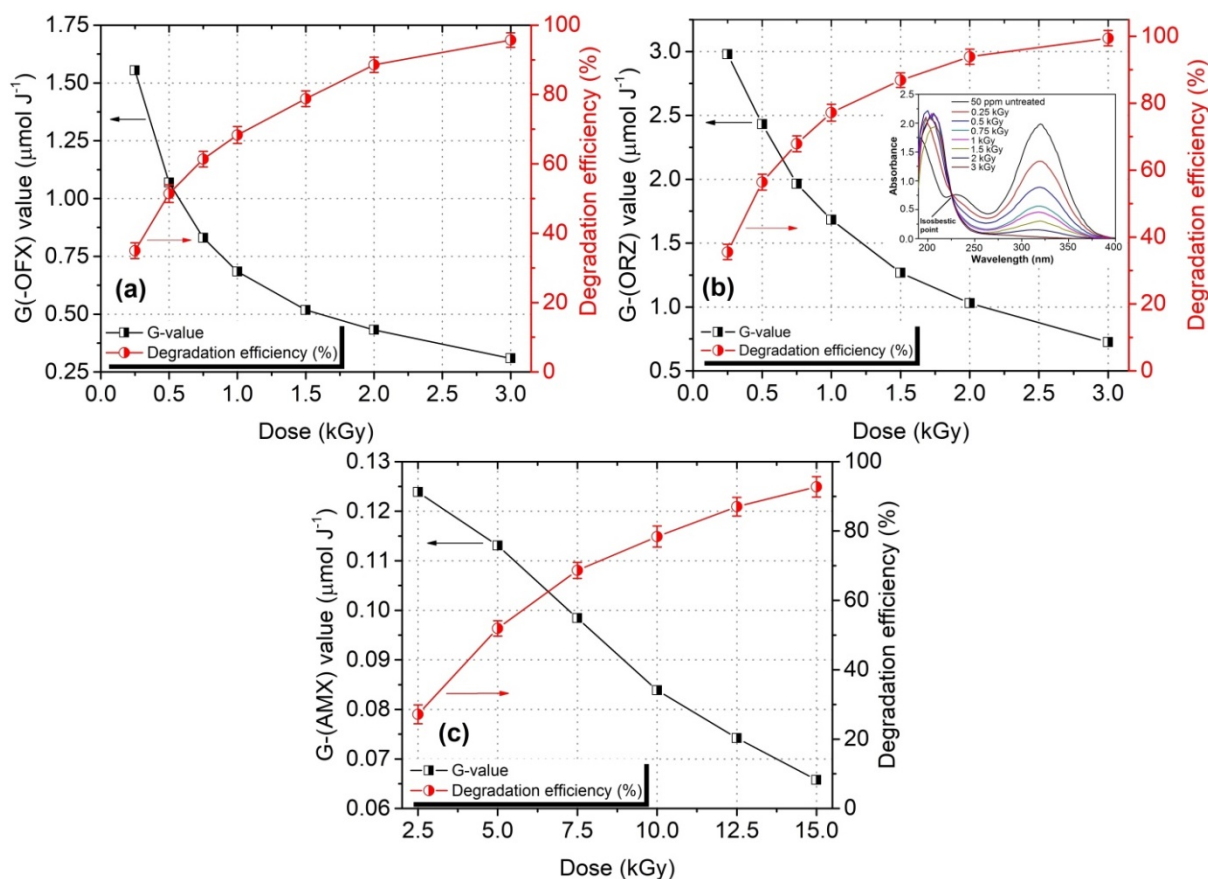 1.75
1.50
1.25
1.00
0.75
0.50
0.25
G(-OFX) value (µmol J⁻¹)
100
80
60
40
20
0
Degradation efficiency (%)
(a)
G-value
Degradation efficiency (%)
0.0 0.5 1.0 1.5 2.0 2.5 3.0
Dose (kGy)
3.0
2.5
2.0
1.5
1.0
0.5
G-(ORZ) value (µmol J⁻¹)
100
80
60
40
20
0
Degradation efficiency (%)
2.5
2.0
1.5
1.0
0.5
0.0
Absorbance
50 ppm untreated
0.25 kGy
0.5 kGy
0.75 kGy
1 kGy
1.5 kGy
2 kGy
3 kGy
Isosbestic
point
200 250 300 350 400
Wavelength (nm)
(b)
G-value
Degradation efficiency (%)
0.0 0.5 1.0 1.5 2.0 2.5 3.0
Dose (kGy)
0.13
0.12
0.11
0.10
0.09
0.08
0.07
0.06
G-(AMX) value (µmol J⁻¹)
100
80
60
40
20
0
Degradation efficiency (%)
(c)
G-value
Degradation efficiency (%)
2.5 5.0 7.5 10.0 12.5 15.0
Dose (kGy)